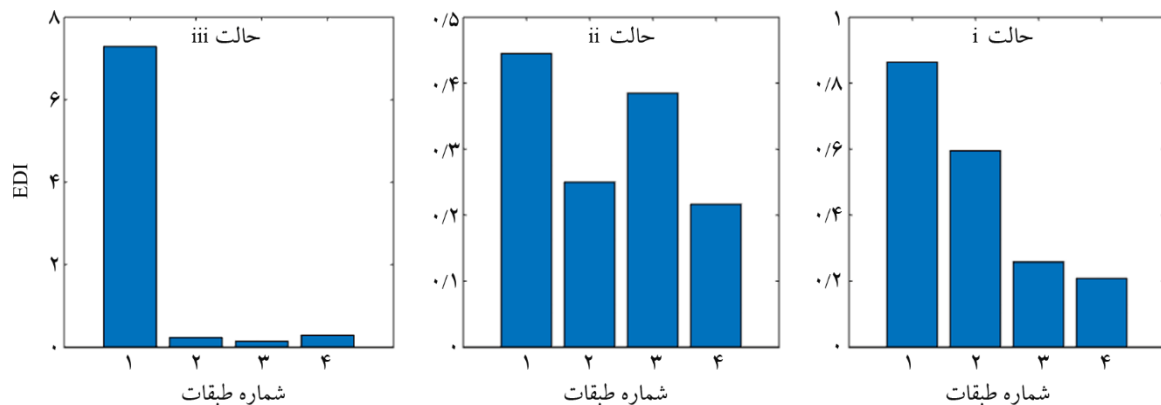 حالت iii
۸
۶
۴
۲
۰
EDI
۱ ۲ ۳ ۴
شماره طبقات
حالت ii
۰/۵
۰/۴
۰/۳
۰/۲
۰/۱
۰
۱ ۲ ۳ ۴
شماره طبقات
حالت i
۱
۰/۸
۰/۶
۰/۴
۰/۲
۰
۱ ۲ ۳ ۴
شماره طبقات